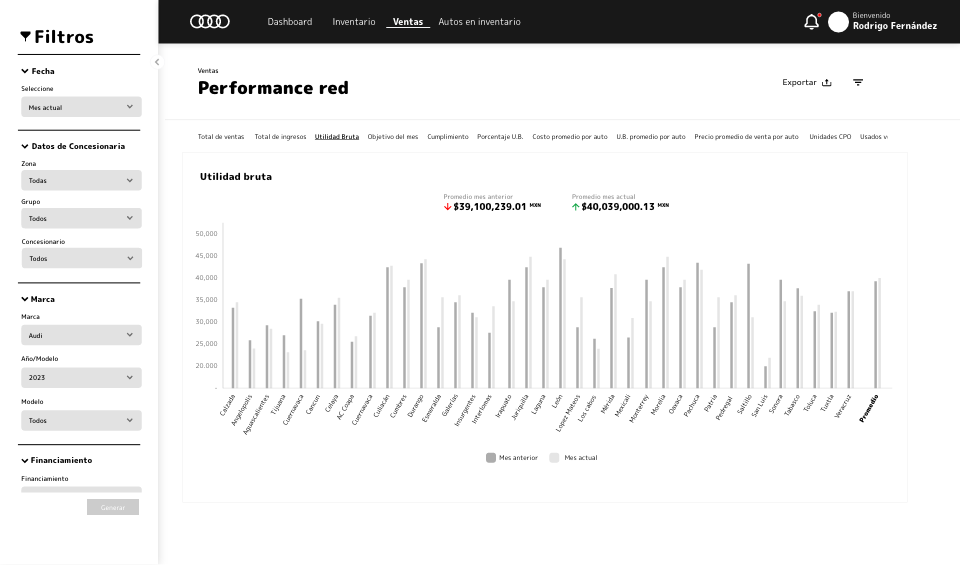 Dashboard
Inventario
Ventas
Autos en inventario
Bienvenido
Rodrigo Fernández
Filtros
Fecha
Seleccione
Mes actual
Datos de Concesionaria
Zona
Todas
Grupo
Todos
Concesionario
Todos
Marca
Marca
Audi
Año/Modelo
2023
Modelo
Todos
Financiamiento
Financiamiento
Generar
Ventas
Performance red
Exportar
Total de ventas
Total de ingresos
Utilidad Bruta
Objetivo del mes
Cumplimiento
Porcentaje U.B.
Costo promedio por auto
U.B. promedio por auto
Precio promedio de venta por auto
Unidades CPO
Usados v
Utilidad bruta
Promedio mes anterior
$39,100,239.01 MXN
Promedio mes actual
$40,039,000.13 MXN
50,000
45,000
40,000
35,000
30,000
25,000
20.000
-
Calzada
Angelopolis
Aguascalientes
Tijuana
Cuernavaca
Cancun
Celaya
AC Coapa
Cuernavaca
Culiacán
Cumbres
Durango
Esmeralda
Galerías
Insurgentes
Interlomas
Irapuato
Juriquilla
Laguna
León
Lopez Mateos
Los cabos
Mérida
Mexicali
Monterrey
Morelia
Oaxaca
Pachuca
Patria
Pedregal
Saltillo
San Luis
Sonora
Tabasco
Toluca
Tuxtla
Veracruz
Promedio
Mes anterior
Mes actual